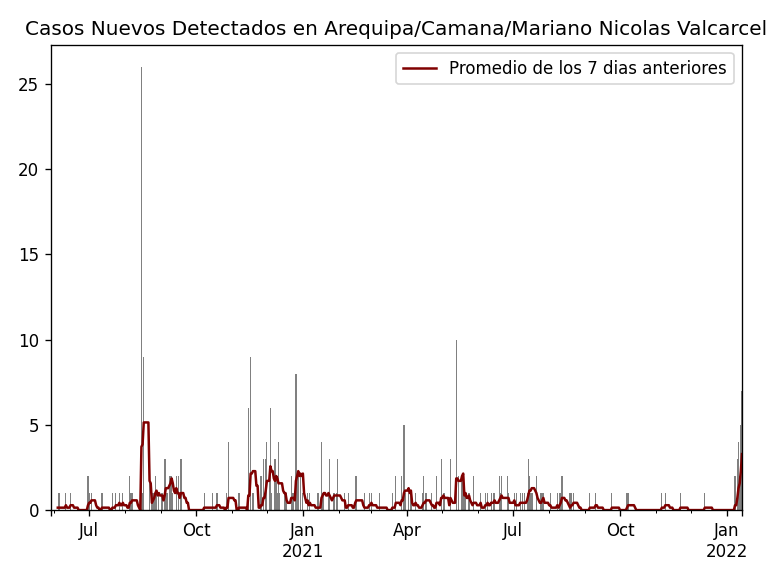 Casos Nuevos Detectados en Arequipa/Camana/Mariano Nicolas Valcarcel
Promedio de los 7 dias anteriores
25
20
15
10
5
0
Jul Oct Jan Apr Jul Oct Jan
2021 2022